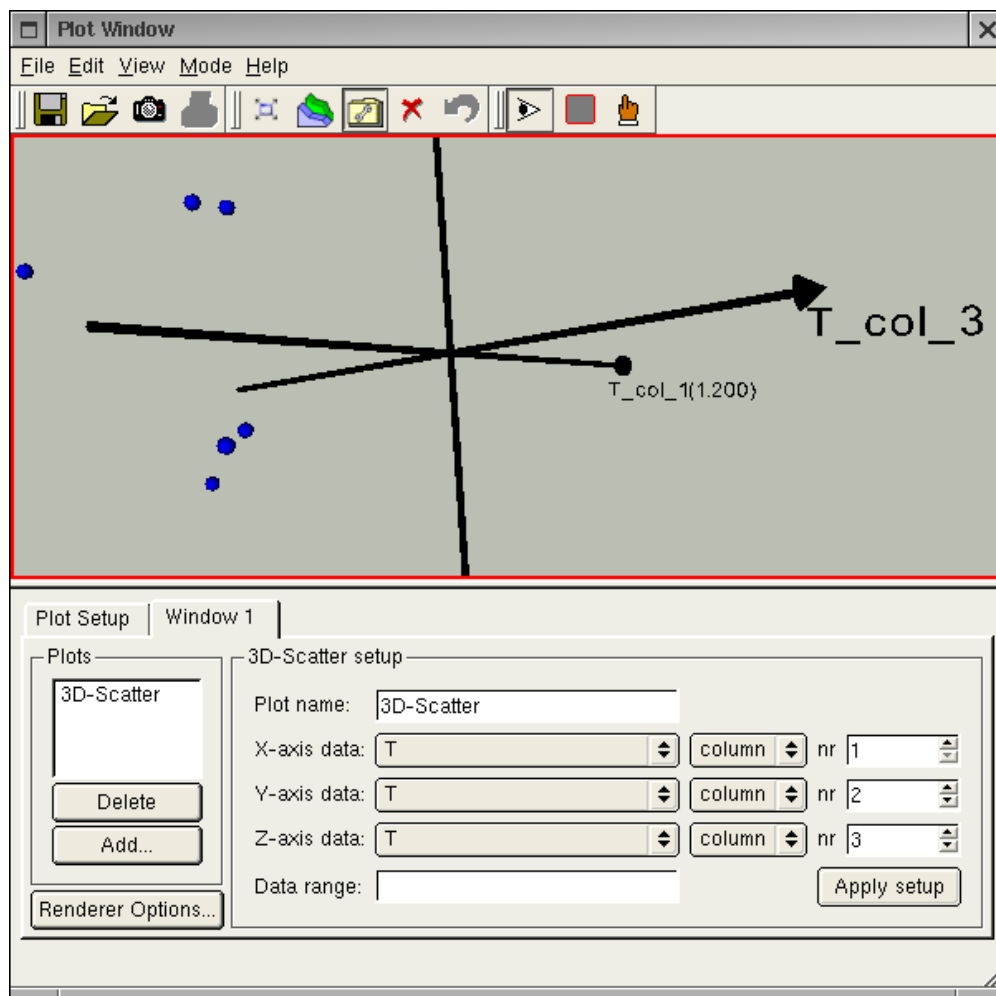 Plot Window
File Edit View Mode Help
T_col_3
T_col_1(1.200)
Plot Setup
Window 1
Plots
3D-Scatter
Delete
Add...
Renderer Options...
3D-Scatter setup
Plot name: 3D-Scatter
X-axis data: T column nr 1
Y-axis data: T column nr 2
Z-axis data: T column nr 3
Data range:
Apply setup